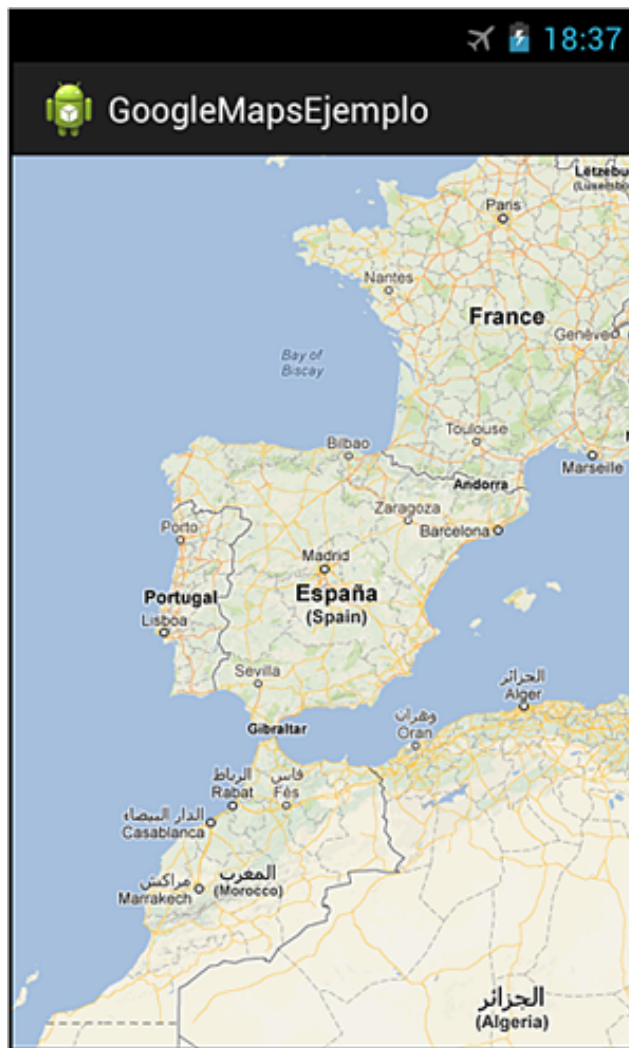 18:37
GoogleMapsEjemplo
Lëtzebu
Paris
Nantes
France
Genève
Bay of
Biscay
Bilbao
Toulouse
Marseille
Andorra
Zaragoza
Barcelona
Porto
Madrid
España
(Spain)
Portugal
Lisboa
Sevilla
الجزائر
Alger
وهران
Oran
Gibraltar
الرباط
Rabat
فاس
Fès
الدار البيضاء
Casablanca
مراكش
Marrakech
المغرب
(Morocco)
الجزائر
(Algeria)